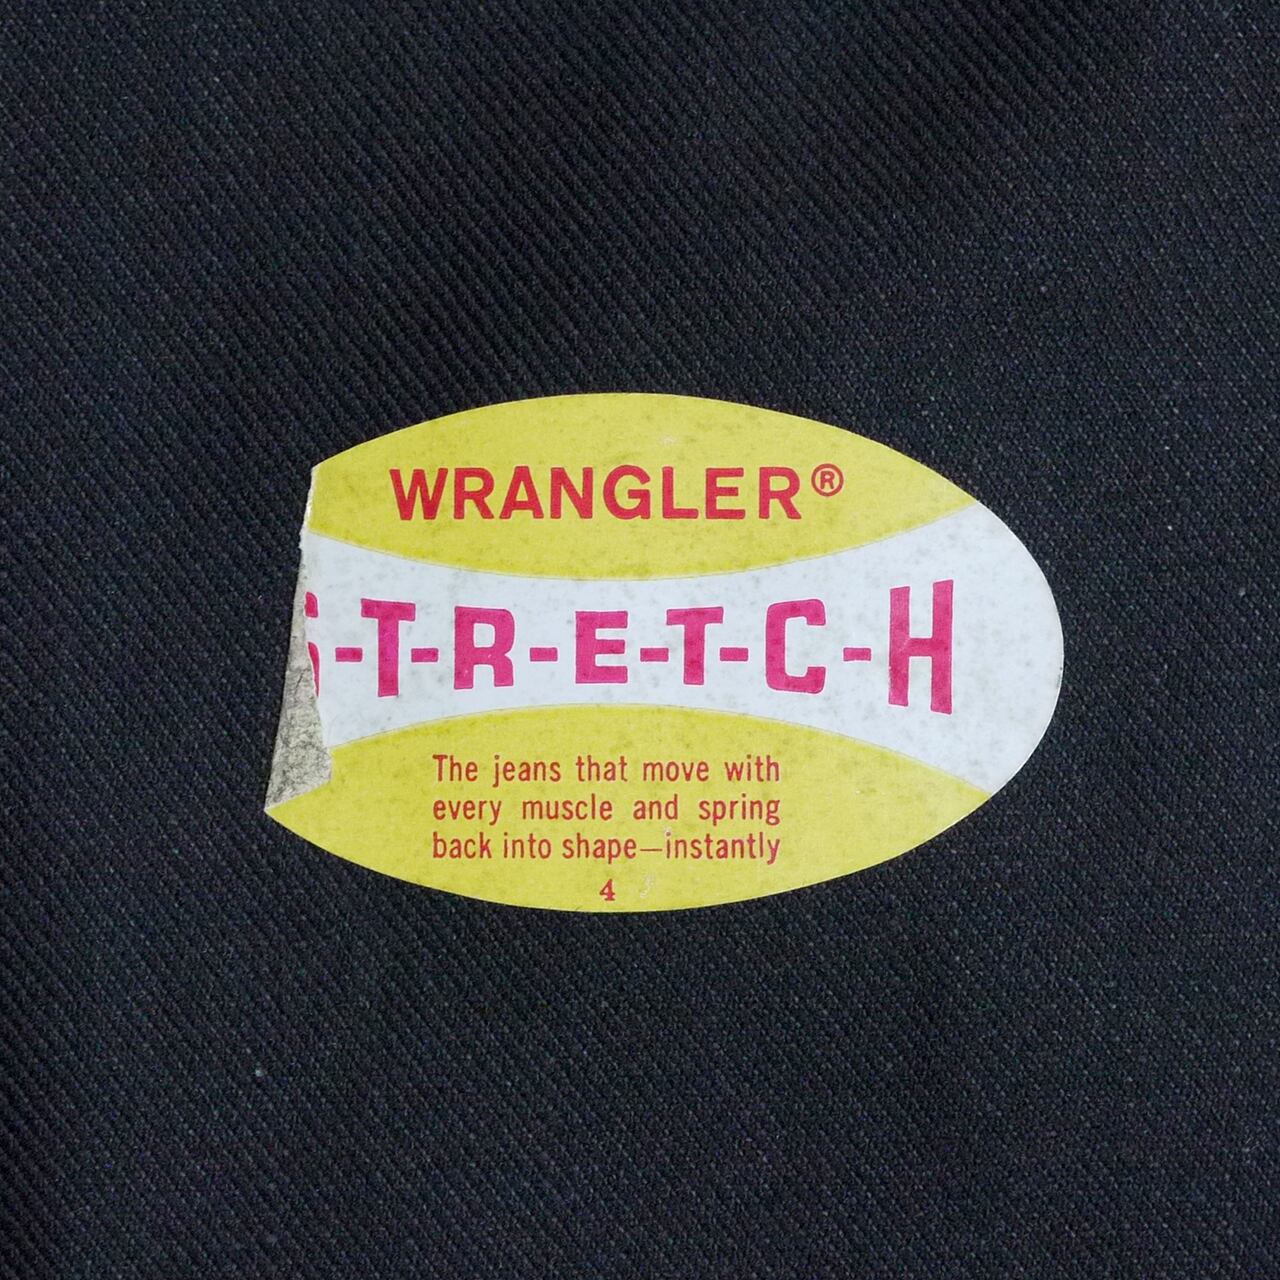 WRANGLER®
S-T-R-E-T-C-H
The jeans that move with
every muscle and spring
back into shape—instantly
4